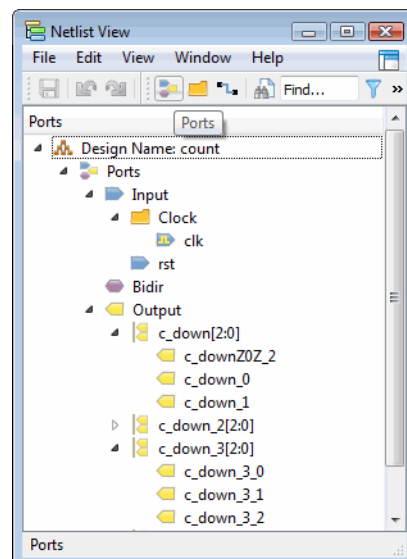 Netlist View
File Edit View Window Help
Find... »
Ports
Ports
Design Name: count
Ports
Input
Clock
clk
rst
Bidir
Output
c_down[2:0]
c_downZ0Z_2
c_down_0
c_down_1
c_down_2[2:0]
c_down_3[2:0]
c_down_3_0
c_down_3_1
c_down_3_2
Ports